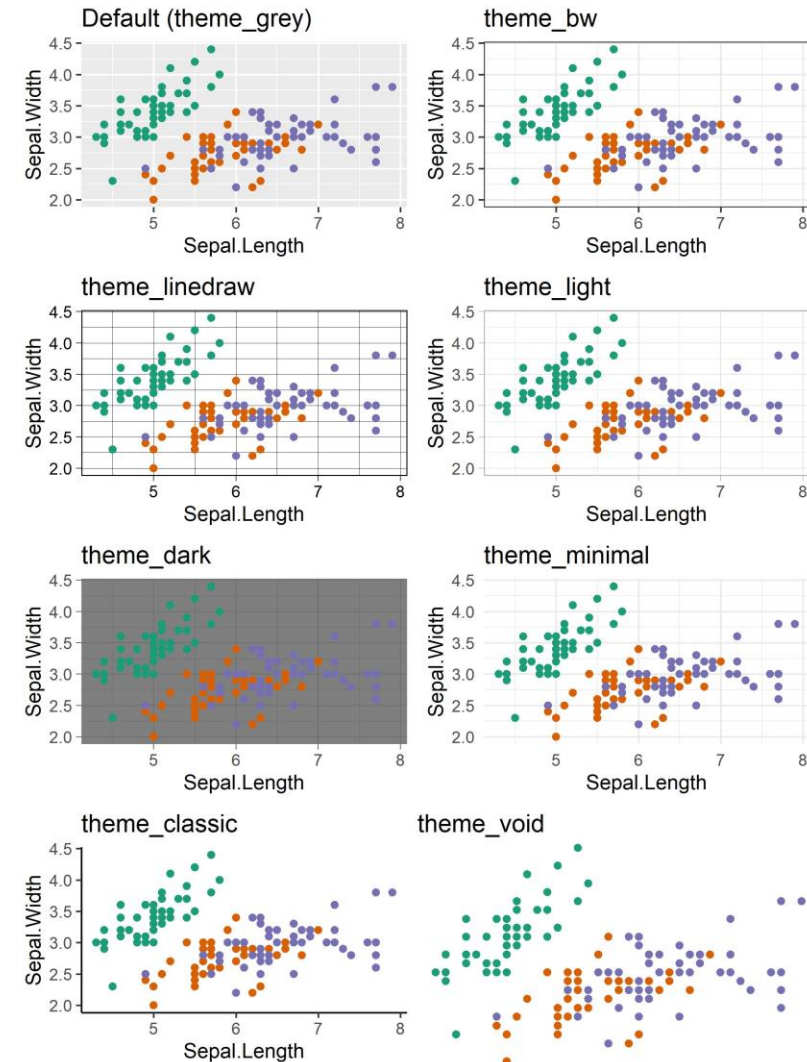 Default (theme_grey)
theme_bw
4.5
4.0
3.5
3.0
2.5
2.0
Sepal.Width
5 6 7 8
Sepal.Length
4.5
4.0
3.5
3.0
2.5
2.0
Sepal.Width
5 6 7 8
Sepal.Length
theme_linedraw
theme_light
4.5
4.0
3.5
3.0
2.5
2.0
Sepal.Width
5 6 7 8
Sepal.Length
4.5
4.0
3.5
3.0
2.5
2.0
Sepal.Width
5 6 7 8
Sepal.Length
theme_dark
theme_minimal
4.5
4.0
3.5
3.0
2.5
2.0
Sepal.Width
5 6 7 8
Sepal.Length
4.5
4.0
3.5
3.0
2.5
2.0
Sepal.Width
5 6 7 8
Sepal.Length
theme_classic
theme_void
4.5
4.0
3.5
3.0
2.5
2.0
Sepal.Width
5 6 7 8
Sepal.Length